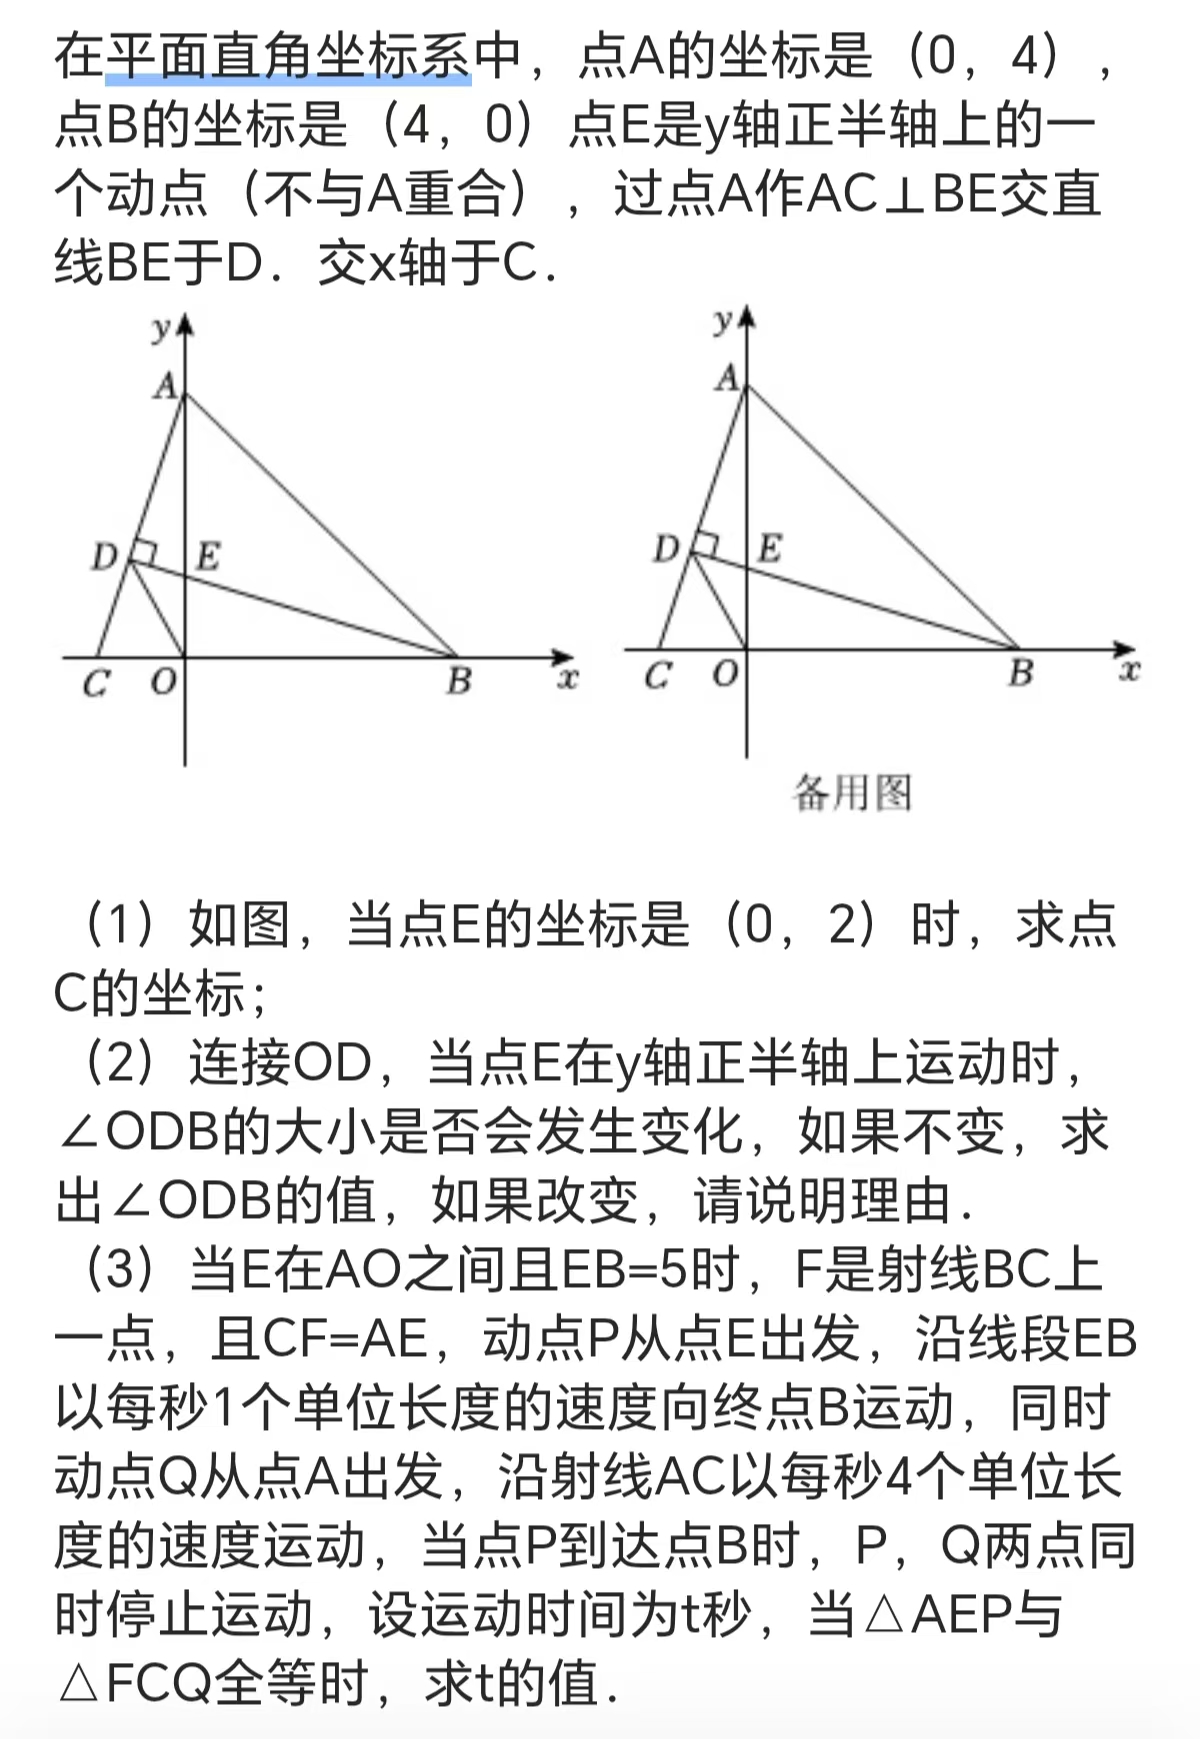 在平面直角坐标系中，点A的坐标是（0，4），
点B的坐标是（4，0）点E是y轴正半轴上的一
个动点（不与A重合），过点A作AC⊥BE交直
线BE于D．交x轴于C．
y
A
D
E
C
O
B
x
y
A
D
E
C
O
B
x
备用图
（1）如图，当点E的坐标是（0，2）时，求点
C的坐标；
（2）连接OD，当点E在y轴正半轴上运动时，
∠ODB的大小是否会发生变化，如果不变，求
出∠ODB的值，如果改变，请说明理由．
（3）当E在AO之间且EB=5时，F是射线BC上
一点，且CF=AE，动点P从点E出发，沿线段EB
以每秒1个单位长度的速度向终点B运动，同时
动点Q从点A出发，沿射线AC以每秒4个单位长
度的速度运动，当点P到达点B时，P，Q两点同
时停止运动，设运动时间为t秒，当△AEP与
△FCQ全等时，求t的值．